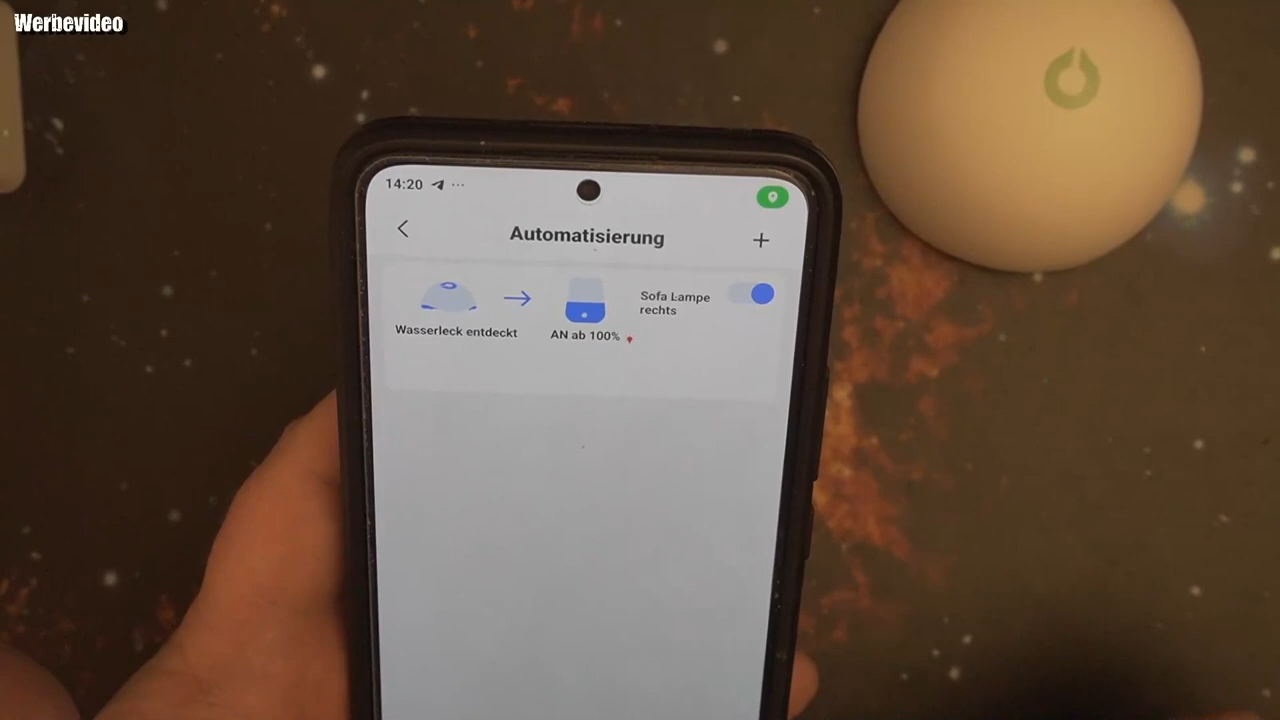 Werbevideo
14:20
Automatisierung
Wasserleck entdeckt
AN ab 100%
Sofa Lampe
rechts